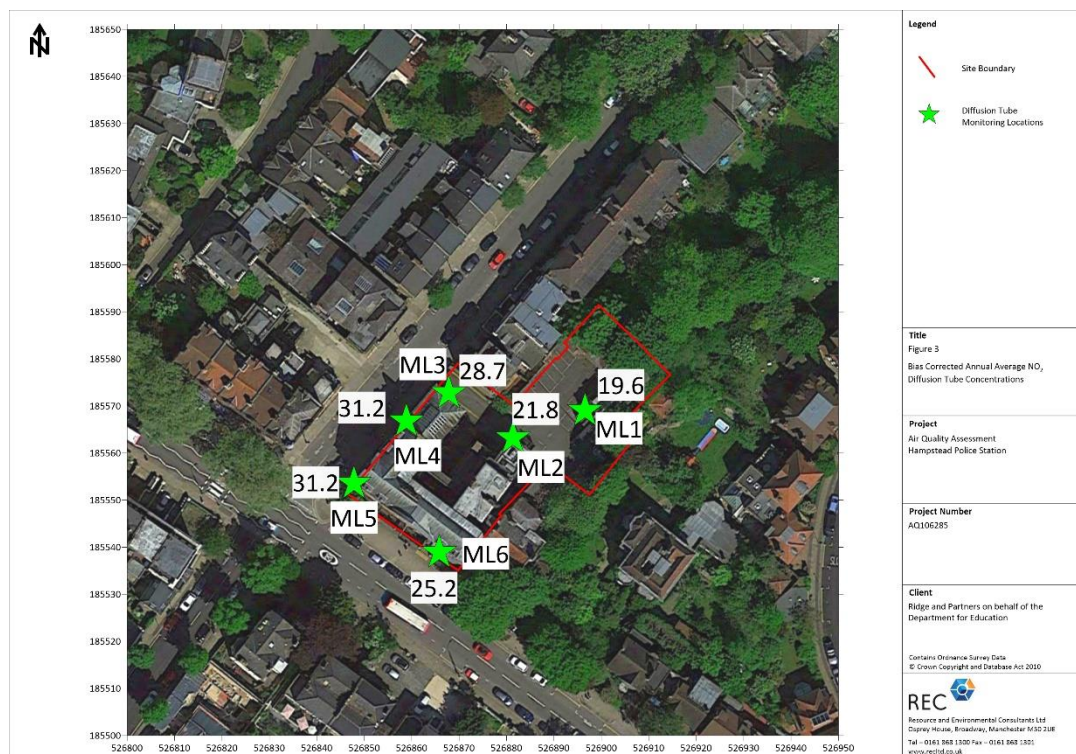 N
185650
185640
185630
185620
185610
185600
185590
185580
185570
185560
185550
185540
185530
185520
185510
185500
526800
526810
526820
526830
526840
526850
526860
526870
526880
526890
526900
526910
526920
526930
526940
526950
ML3
28.7
31.2
ML4
31.2
ML5
ML6
25.2
21.8
ML2
19.6
ML1
Legend
Site Boundary
Diffusion Tube
Monitoring Locations
Title
Figure 3
Bias Corrected Annual Average NO₂
Diffusion Tube Concentrations
Project
Air Quality Assessment
Hampstead Police Station
Project Number
AQ106285
Client
Ridge and Partners on behalf of the
Department for Education
Contains Ordnance Survey Data
© Crown Copyright and Database Act 2010
REC
Resource and Environmental Consultants Ltd
Osprey House, Broadway, Manchester M50 2UE
Tel – 0161 868 1300 Fax – 0161 868 1301
www.recltd.co.uk